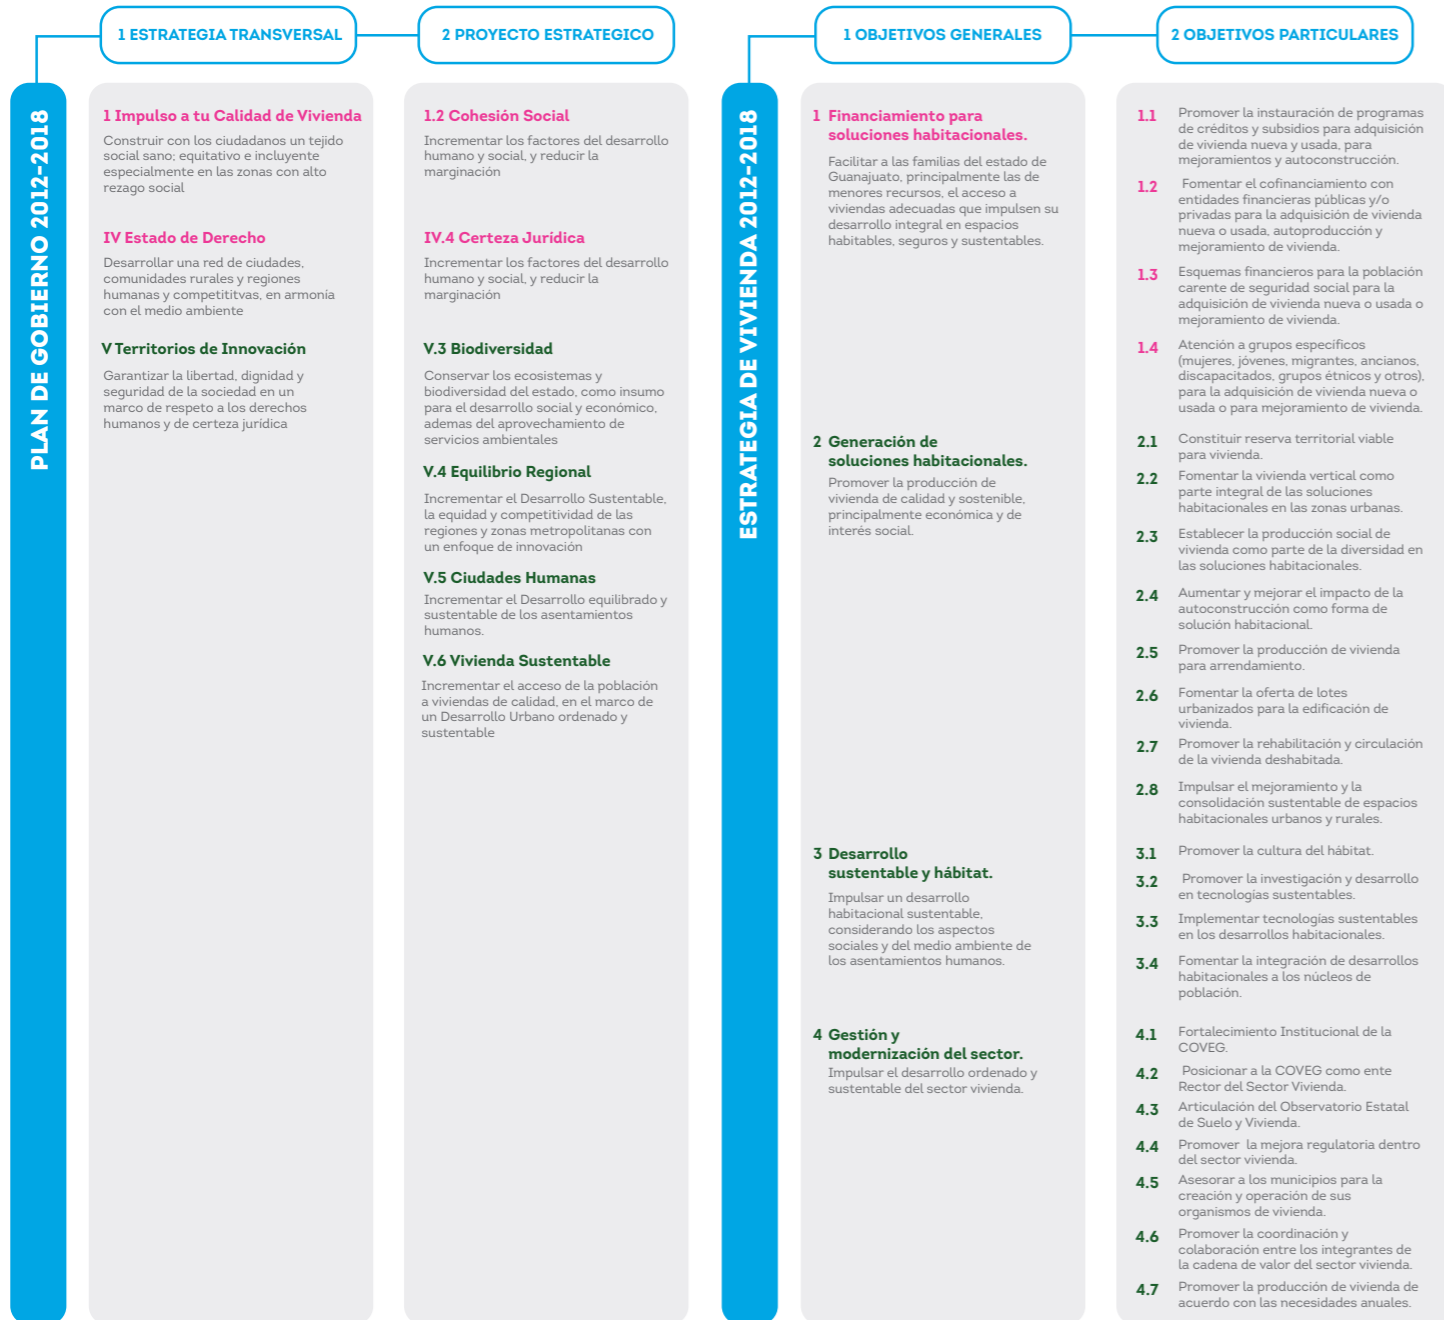 1 ESTRATEGIA TRANSVERSAL
2 PROYECTO ESTRATEGICO
1 OBJETIVOS GENERALES
2 OBJETIVOS PARTICULARES
PLAN DE GOBIERNO 2012-2018
1 Impulso a tu Calidad de Vivienda
Construir con los ciudadanos un tejido
social sano; equitativo e incluyente
especialmente en las zonas con alto
rezago social
IV Estado de Derecho
Desarrollar una red de ciudades,
comunidades rurales y regiones
humanas y competititvas, en armonía
con el medio ambiente
V Territorios de Innovación
Garantizar la libertad, dignidad y
seguridad de la sociedad en un
marco de respeto a los derechos
humanos y de certeza jurídica
1.2 Cohesión Social
Incrementar los factores del desarrollo
humano y social, y reducir la
marginación
IV.4 Certeza Jurídica
Incrementar los factores del desarrollo
humano y social, y reducir la
marginación
V.3 Biodiversidad
Conservar los ecosistemas y
biodiversidad del estado, como insumo
para el desarrollo social y económico,
ademas del aprovechamiento de
servicios ambientales
V.4 Equilibrio Regional
Incrementar el Desarrollo Sustentable,
la equidad y competitividad de las
regiones y zonas metropolitanas con
un enfoque de innovación
V.5 Ciudades Humanas
Incrementar el Desarrollo equilibrado y
sustentable de los asentamientos
humanos.
V.6 Vivienda Sustentable
Incrementar el acceso de la población
a viviendas de calidad, en el marco de
un Desarrollo Urbano ordenado y
sustentable
ESTRATEGIA DE VIVIENDA 2012-2018
1 Financiamiento para
soluciones habitacionales.
Facilitar a las familias del estado de
Guanajuato, principalmente las de
menores recursos, el acceso a
viviendas adecuadas que impulsen su
desarrollo integral en espacios
habitables, seguros y sustentables.
2 Generación de
soluciones habitacionales.
Promover la producción de
vivienda de calidad y sostenible,
principalmente económica y de
interés social.
3 Desarrollo
sustentable y hábitat.
Impulsar un desarrollo
habitacional sustentable,
considerando los aspectos
sociales y del medio ambiente de
los asentamientos humanos.
4 Gestión y
modernización del sector.
Impulsar el desarrollo ordenado y
sustentable del sector vivienda.
1.1 Promover la instauración de programas
de créditos y subsidios para adquisición
de vivienda nueva y usada, para
mejoramientos y autoconstrucción.
1.2 Fomentar el cofinanciamiento con
entidades financieras públicas y/o
privadas para la adquisición de vivienda
nueva o usada, autoproducción y
mejoramiento de vivienda.
1.3 Esquemas financieros para la población
carente de seguridad social para la
adquisición de vivienda nueva o usada o
mejoramiento de vivienda.
1.4 Atención a grupos específicos
(mujeres, jóvenes, migrantes, ancianos,
discapacitados, grupos étnicos y otros),
para la adquisición de vivienda nueva o
usada o para mejoramiento de vivienda.
2.1 Constituir reserva territorial viable
para vivienda.
2.2 Fomentar la vivienda vertical como
parte integral de las soluciones
habitacionales en las zonas urbanas.
2.3 Establecer la producción social de
vivienda como parte de la diversidad en
las soluciones habitacionales.
2.4 Aumentar y mejorar el impacto de la
autoconstrucción como forma de
solución habitacional.
2.5 Promover la producción de vivienda
para arrendamiento.
2.6 Fomentar la oferta de lotes
urbanizados para la edificación de
vivienda.
2.7 Promover la rehabilitación y circulación
de la vivienda deshabitada.
2.8 Impulsar el mejoramiento y la
consolidación sustentable de espacios
habitacionales urbanos y rurales.
3.1 Promover la cultura del hábitat.
3.2 Promover la investigación y desarrollo
en tecnologías sustentables.
3.3 Implementar tecnologías sustentables
en los desarrollos habitacionales.
3.4 Fomentar la integración de desarrollos
habitacionales a los núcleos de
población.
4.1 Fortalecimiento Institucional de la
COVEG.
4.2 Posicionar a la COVEG como ente
Rector del Sector Vivienda.
4.3 Articulación del Observatorio Estatal
de Suelo y Vivienda.
4.4 Promover la mejora regulatoria dentro
del sector vivienda.
4.5 Asesorar a los municipios para la
creación y operación de sus
organismos de vivienda.
4.6 Promover la coordinación y
colaboración entre los integrantes de
la cadena de valor del sector vivienda.
4.7 Promover la producción de vivienda de
acuerdo con las necesidades anuales.